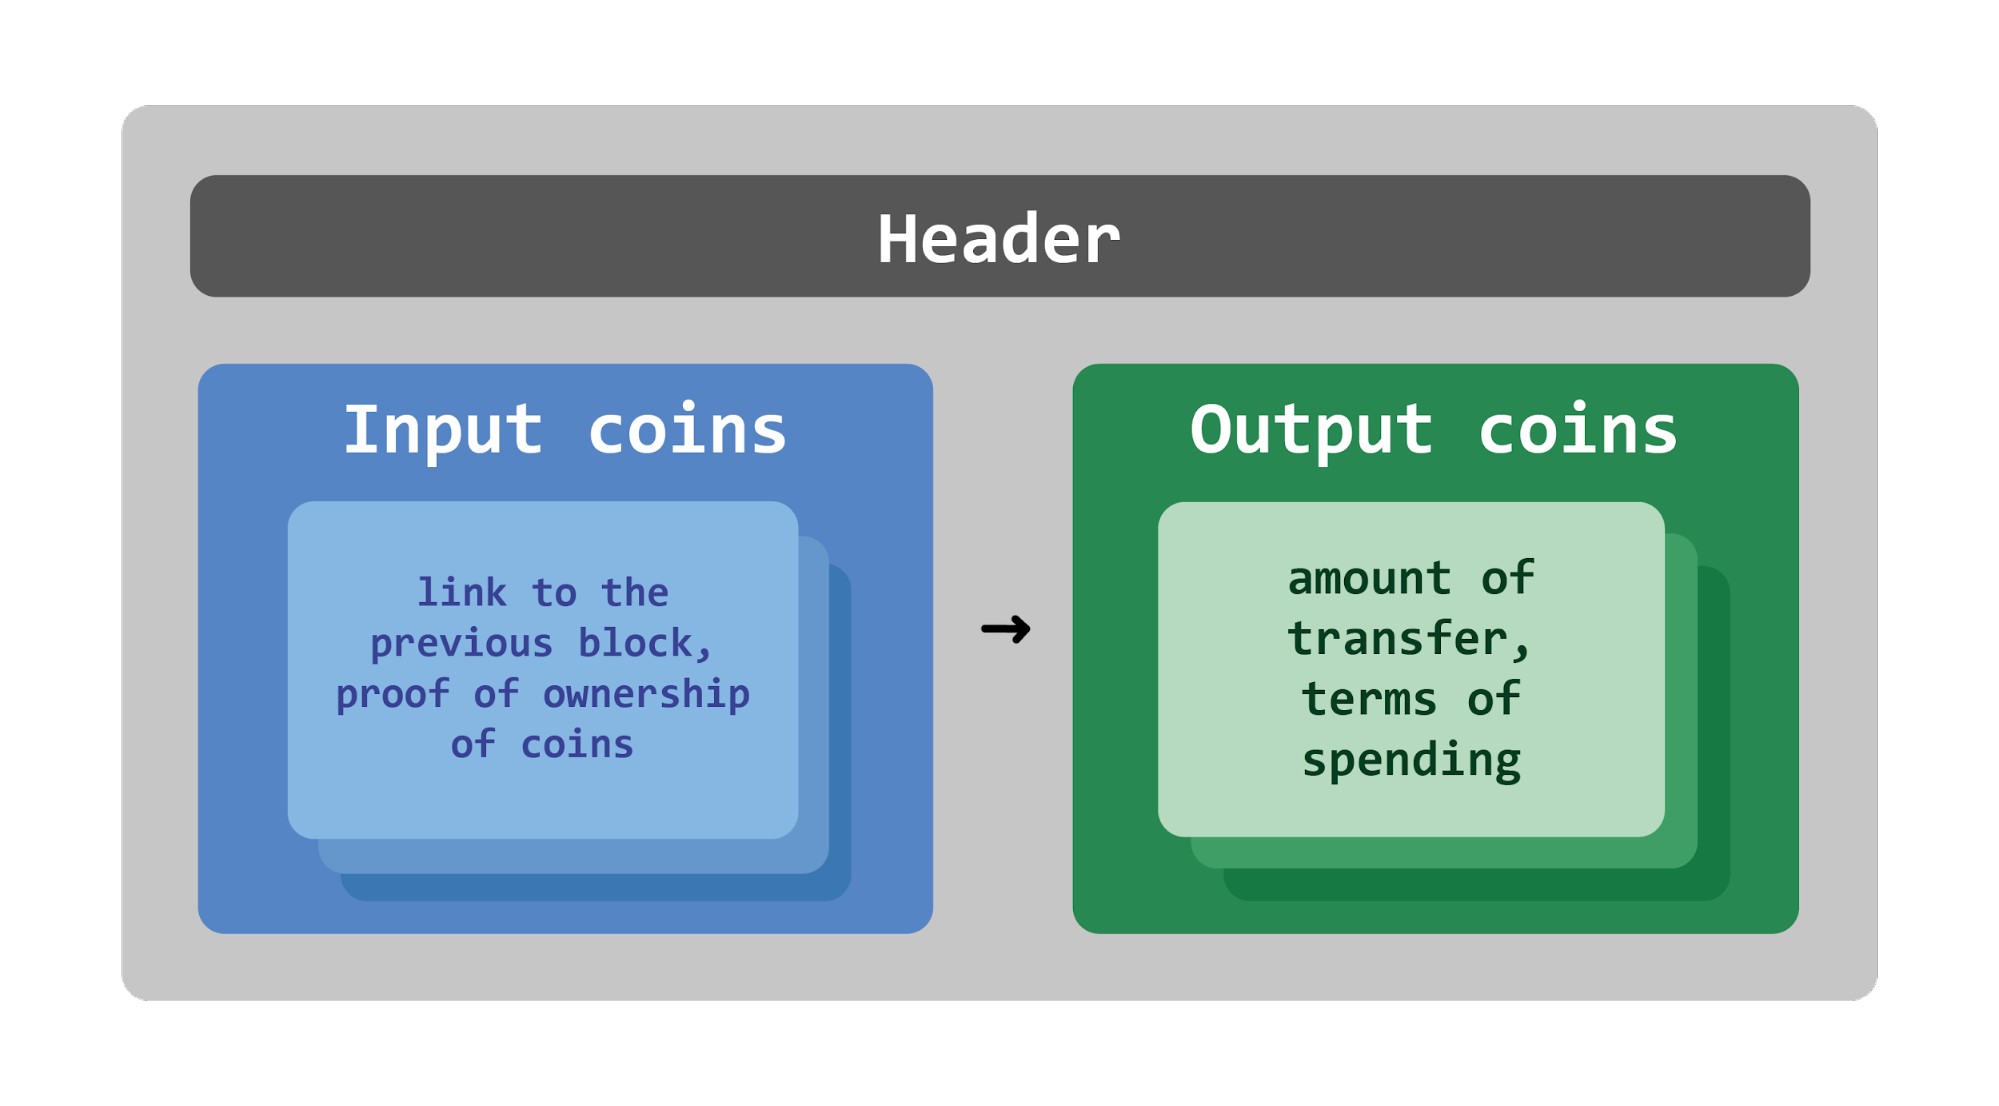 Header
Input coins
link to the
previous block,
proof of ownership
of coins
→
Output coins
amount of
transfer,
terms of
spending